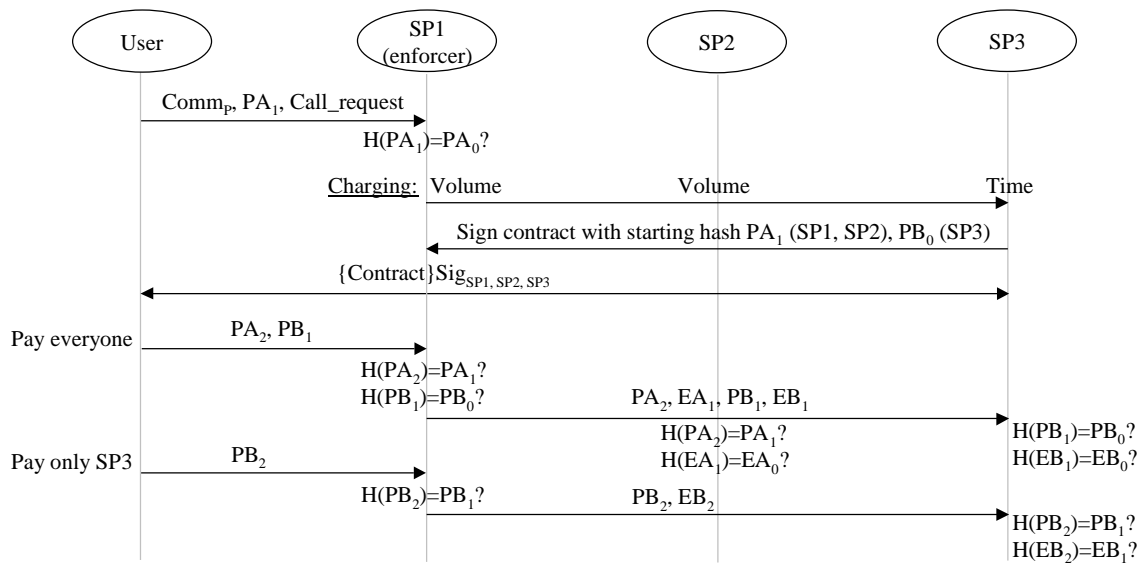 User
SP1
(enforcer)
SP2
SP3
Comm_P, PA_1, Call_request
H(PA_1)=PA_0?
Charging: Volume Volume Time
Sign contract with starting hash PA_1 (SP1, SP2), PB_0 (SP3)
{Contract}Sig_SP1, SP2, SP3
Pay everyone
PA_2, PB_1
H(PA_2)=PA_1?
H(PB_1)=PB_0?
PA_2, EA_1, PB_1, EB_1
H(PA_2)=PA_1?
H(EA_1)=EA_0?
H(PB_1)=PB_0?
H(EB_1)=EB_0?
Pay only SP3
PB_2
H(PB_2)=PB_1?
PB_2, EB_2
H(PB_2)=PB_1?
H(EB_2)=EB_1?